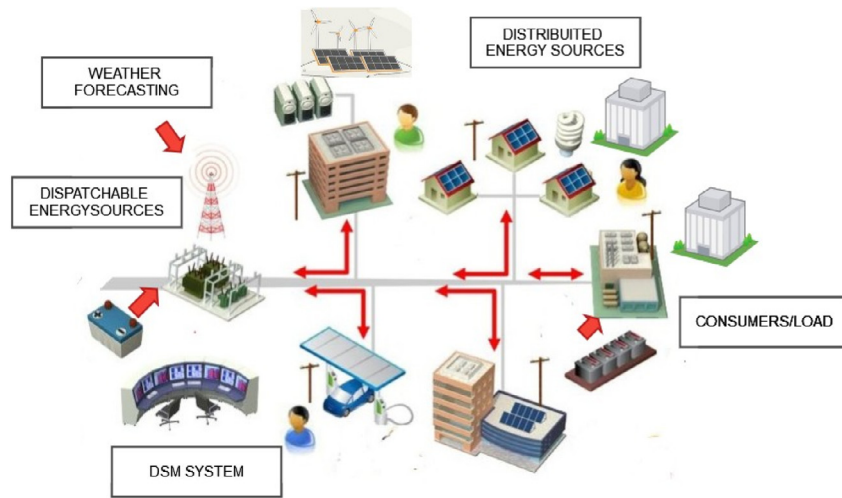 DISTRIBUITED
ENERGY SOURCES
WEATHER
FORECASTING
DISPATCHABLE
ENERGYSOURCES
CONSUMERS/LOAD
DSM SYSTEM